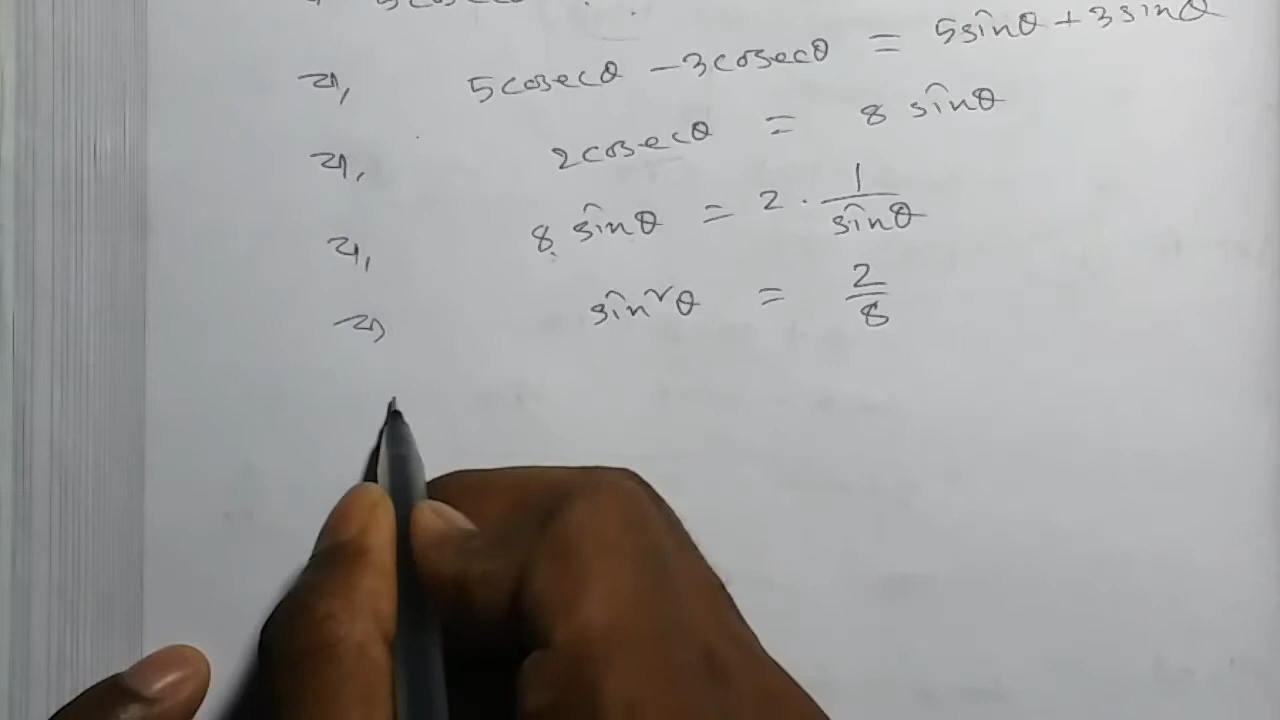 বা, 5cosecθ - 3cosecθ = 5sinθ + 3sinθ
বা, 2cosecθ = 8 sinθ
বা, 8 sinθ = 2 · 1/sinθ
বা, sin²θ = 2/8